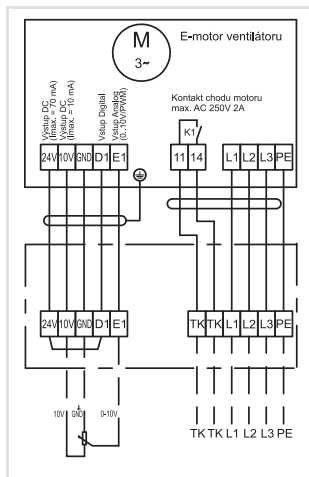 M
3~
E-motor ventilátoru
Výstup DC
(Imax. = 70 mA)
Výstup DC
(Imax. = 10 mA)
Vstup Digital
Vstup Analog
(0..10V/PWM)
Kontakt chodu motoru
max. AC 250V 2A
K1
24V 10V GND D1 E1
11 14
L1 L2 L3 PE
24V 10V GND D1 E1
TK TK L1 L2 L3 PE
10V GND 0-10V
TK TK L1 L2 L3 PE